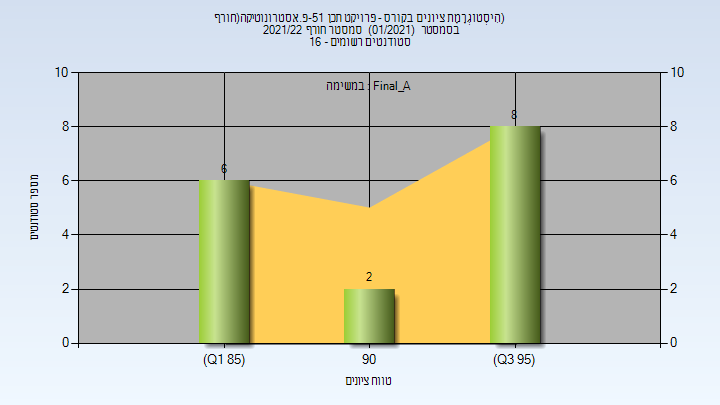 היסטוגרמת ציונים בקורס - פרויקט תכן 51-פ.אסטרונוטיקה(חורף)
בסמסטר (01/2021) סמסטר חורף 2021/22
סטודנטים רשומים - 16
במשימה : Final_A
10 10
8 8
6 6
4 4
2 2
0 0
6
2
8
(Q1 85) 90 (Q3 95)
מספר סטודנטים
טווח ציונים